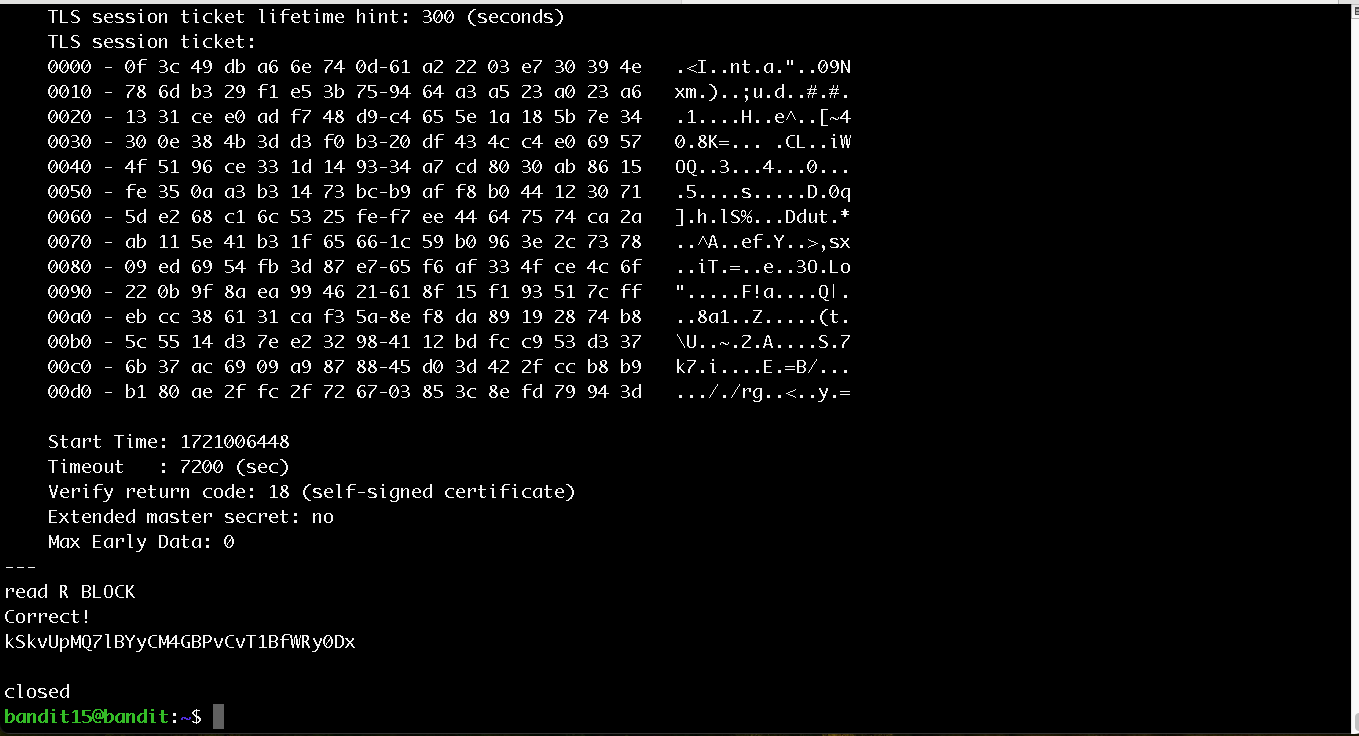 TLS session ticket lifetime hint: 300 (seconds)
TLS session ticket:
0000 - 0f 3c 49 db a6 6e 74 0d-61 a2 22 03 e7 30 39 4e   .<I..nt.a."..09N
0010 - 78 6d b3 29 f1 e5 3b 75-94 64 a3 a5 23 a0 23 a6   xm.)..;u.d..#.#.
0020 - 13 31 ce e0 ad f7 48 d9-c4 65 5e 1a 18 5b 7e 34   .1....H..e^..[~4
0030 - 30 0e 38 4b 3d d3 f0 b3-20 df 43 4c c4 e0 69 57   0.8K=... .CL..iW
0040 - 4f 51 96 ce 33 1d 14 93-34 a7 cd 80 30 ab 86 15   OQ..3...4...0...
0050 - fe 35 0a a3 b3 14 73 bc-b9 af f8 b0 44 12 30 71   .5....s.....D.0q
0060 - 5d e2 68 c1 6c 53 25 fe-f7 ee 44 64 75 74 ca 2a   ].h.lS%...Ddut.*
0070 - ab 11 5e 41 b3 1f 65 66-1c 59 b0 96 3e 2c 73 78   ..^A..ef.Y..>,sx
0080 - 09 ed 69 54 fb 3d 87 e7-65 f6 af 33 4f ce 4c 6f   ..iT.=..e..3O.Lo
0090 - 22 0b 9f 8a ea 99 46 21-61 8f 15 f1 93 51 7c ff   ".....F!a....Q|.
00a0 - eb cc 38 61 31 ca f3 5a-8e f8 da 89 19 28 74 b8   ..8a1..Z.....(t.
00b0 - 5c 55 14 d3 7e e2 32 98-41 12 bd fc c9 53 d3 37   \U..~.2.A....S.7
00c0 - 6b 37 ac 69 09 a9 87 88-45 d0 3d 42 2f cc b8 b9   k7.i....E.=B/...
00d0 - b1 80 ae 2f fc 2f 72 67-03 85 3c 8e fd 79 94 3d   ..././rg..<..y.=
Start Time: 1721006448
Timeout   : 7200 (sec)
Verify return code: 18 (self-signed certificate)
Extended master secret: no
Max Early Data: 0
---
read R BLOCK
Correct!
kSkvUpMQ7lBYyCM4GBPvCvT1BfWRy0Dx
closed
bandit15@bandit:~$